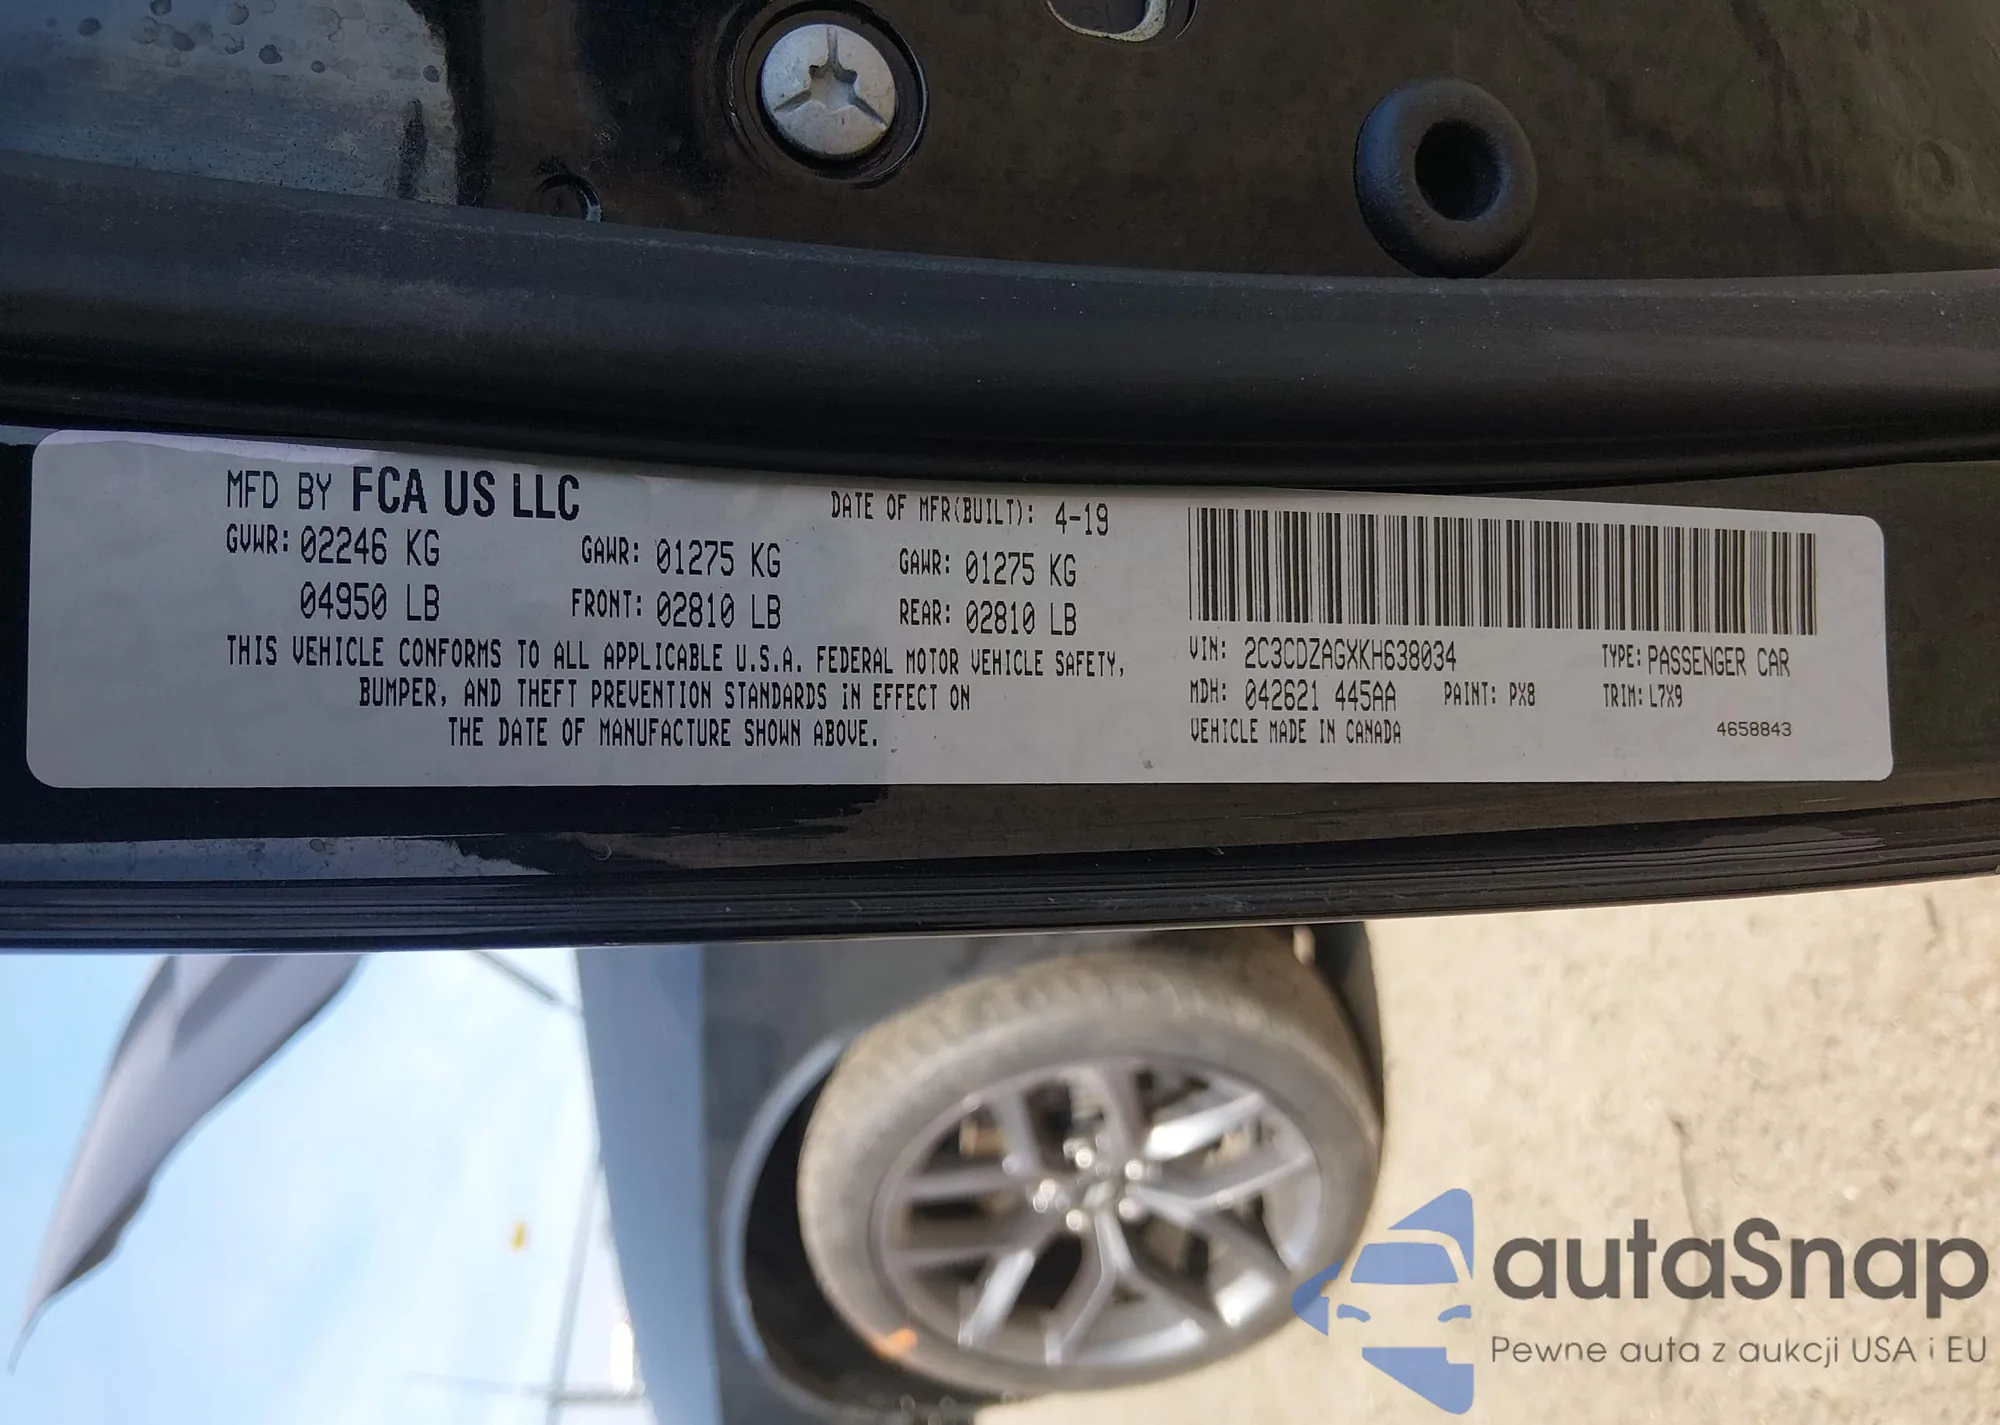 MFD BY FCA US LLC
DATE OF MFR(BUILT): 4-19
GVWR: 02246 KG
GAWR: 01275 KG
GAWR: 01275 KG
04950 LB
FRONT: 02810 LB
REAR: 02810 LB
THIS VEHICLE CONFORMS TO ALL APPLICABLE U.S.A. FEDERAL MOTOR VEHICLE SAFETY,
BUMPER, AND THEFT PREVENTION STANDARDS IN EFFECT ON
THE DATE OF MANUFACTURE SHOWN ABOVE.
VIN: 2C3CDZAGXKH638034
TYPE: PASSENGER CAR
MDH: 042621 445AA
PAINT: PX8
TRIM: L7X9
VEHICLE MADE IN CANADA
4658843
autaSnap
Pewne auta z aukcji USA i EU